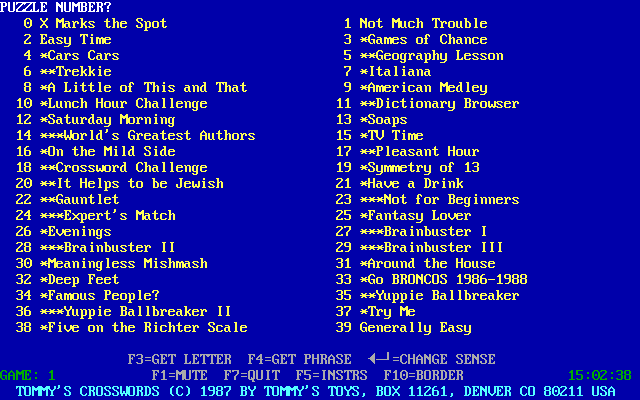 PUZZLE NUMBER?
0 X Marks the Spot 1 Not Much Trouble
2 Easy Time 3 *Games of Chance
4 *Cars Cars 5 **Geography Lesson
6 **Trekkie 7 *Italiana
8 *A Little of This and That 9 *American Medley
10 *Lunch Hour Challenge 11 **Dictionary Browser
12 *Saturday Morning 13 *Soaps
14 ***World's Greatest Authors 15 *TV Time
16 *On the Mild Side 17 **Pleasant Hour
18 **Crossword Challenge 19 *Symmetry of 13
20 **It Helps to be Jewish 21 *Have a Drink
22 **Gauntlet 23 ***Not for Beginners
24 ***Expert's Match 25 *Fantasy Lover
26 *Evenings 27 ***Brainbuster I
28 ***Brainbuster II 29 ***Brainbuster III
30 *Meaningless Mishmash 31 *Around the House
32 *Deep Feet 33 *Go BRONCOS 1986-1988
34 *Famous People? 35 **Yuppie Ballbreaker
36 ***Yuppie Ballbreaker II 37 *Try Me
38 *Five on the Richter Scale 39 Generally Easy
F3=GET LETTER F4=GET PHRASE ◄─┘=CHANGE SENSE
GAME: 1 F1=MUTE F7=QUIT F5=INSTRS F10=BORDER 15:02:38
TOMMY'S CROSSWORDS (C) 1987 BY TOMMY'S TOYS, BOX 11261, DENVER CO 80211 USA